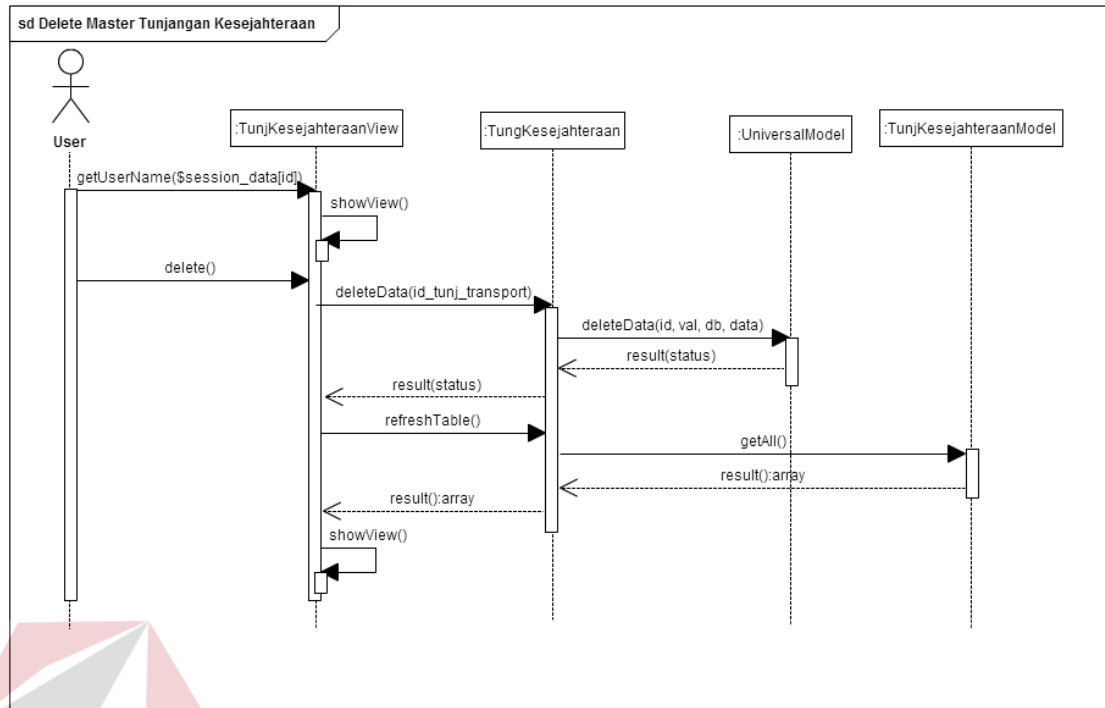 sd Delete Master Tunjangan Kesejahteraan
User
:TunjKesejahteraanView
:TungKesejahteraan
:UniversalModel
:TunjKesejahteraanModel
getUserName($session_data[id])
showView()
delete()
deleteData(id_tunj_transport)
deleteData(id, val, db, data)
result(status)
result(status)
refreshTable()
getAll()
result():array
result():array
showView()